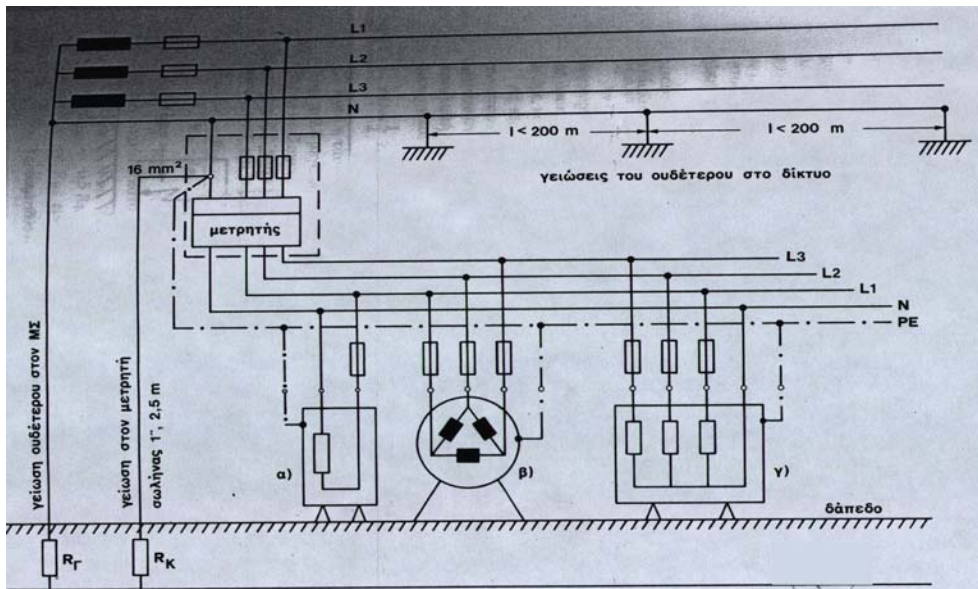 L1
L2
L3
N
l < 200 m
l < 200 m
16 mm²
γειώσεις του ουδέτερου στο δίκτυο
μετρητής
L3
L2
L1
N
PE
γείωση ουδέτερου στον ΜΣ
γείωση στον μετρητή
σωλήνας 1", 2,5 m
α)
β)
γ)
δάπεδο
RΓ
RΚ